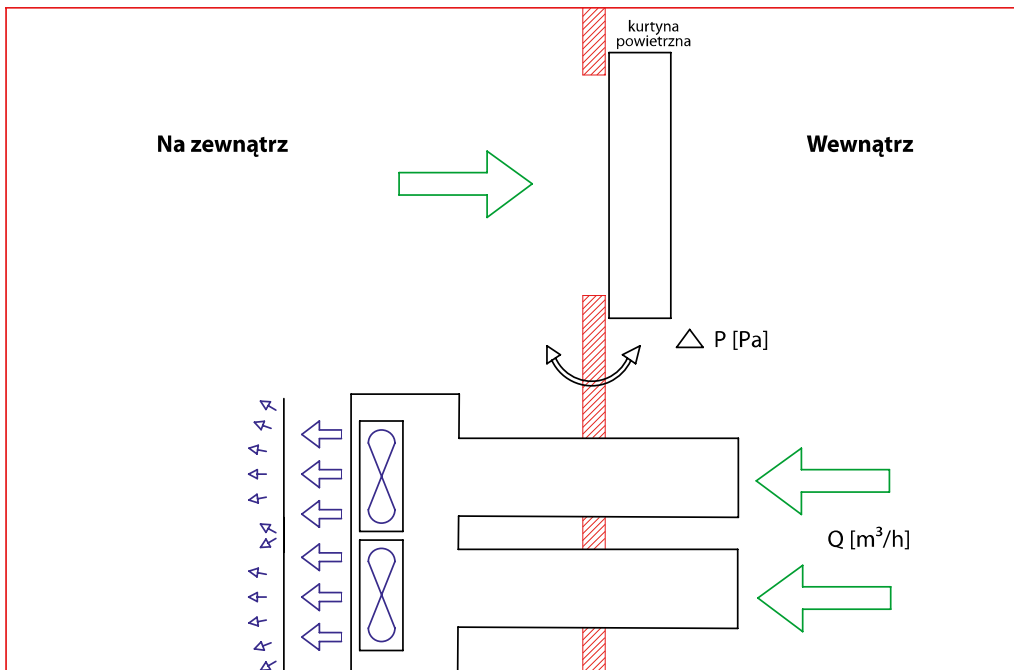 kurtyna
powietrzna
Na zewnątrz
Wewnątrz
△ P [Pa]
Q [m³/h]